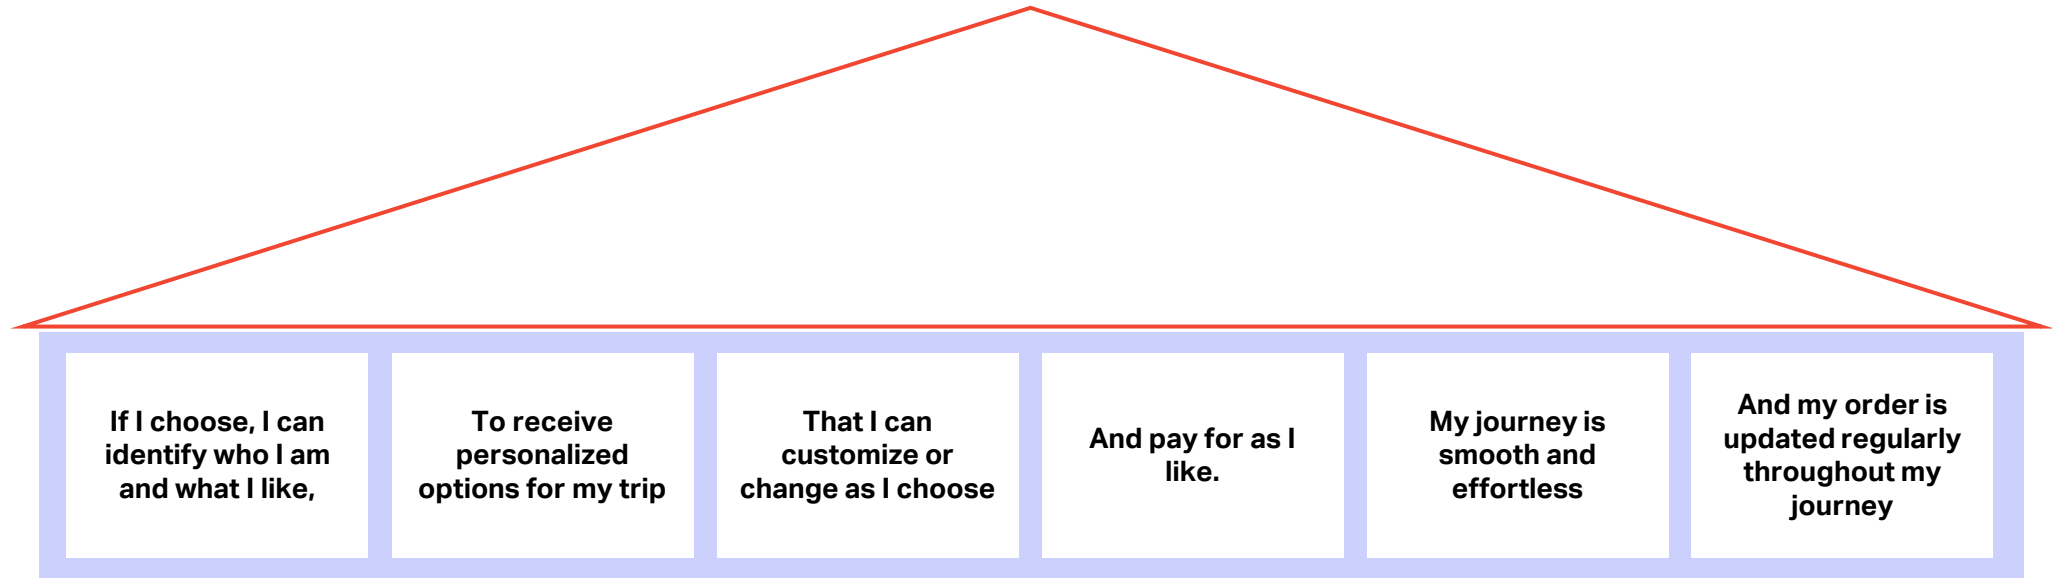 If I choose, I can
identify who I am
and what I like,
To receive
personalized
options for my trip
That I can
customize or
change as I choose
And pay for as I
like.
My journey is
smooth and
effortless
And my order is
updated regularly
throughout my
journey